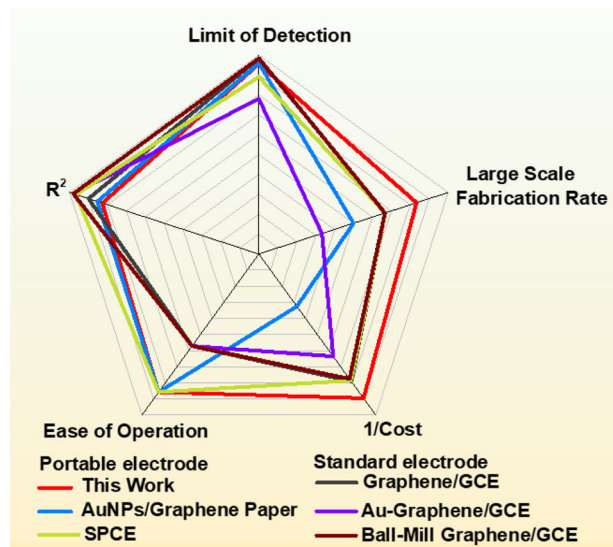 Limit of Detection
Large Scale
Fabrication Rate
R²
Ease of Operation
1/Cost
Portable electrode
This Work
AuNPs/Graphene Paper
SPCE
Standard electrode
Graphene/GCE
Au-Graphene/GCE
Ball-Mill Graphene/GCE